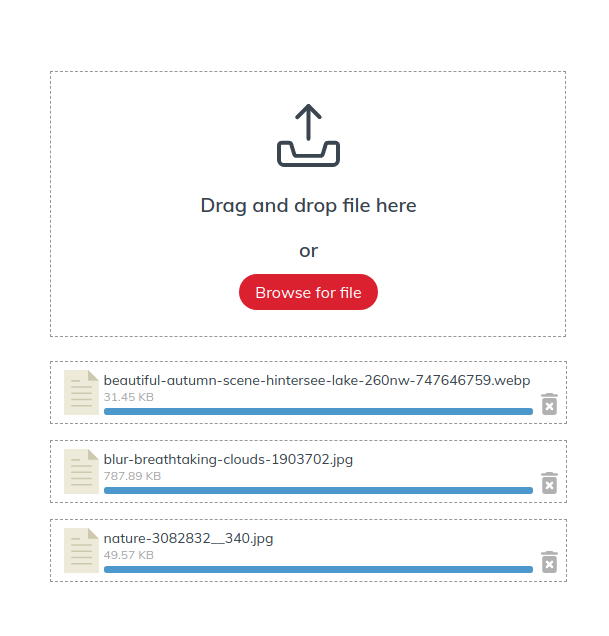 Drag and drop file here
or
Browse for file
beautiful-autumn-scene-hintersee-lake-260nw-747646759.webp
31.45 KB
blur-breathtaking-clouds-1903702.jpg
787.89 KB
nature-3082832__340.jpg
49.57 KB